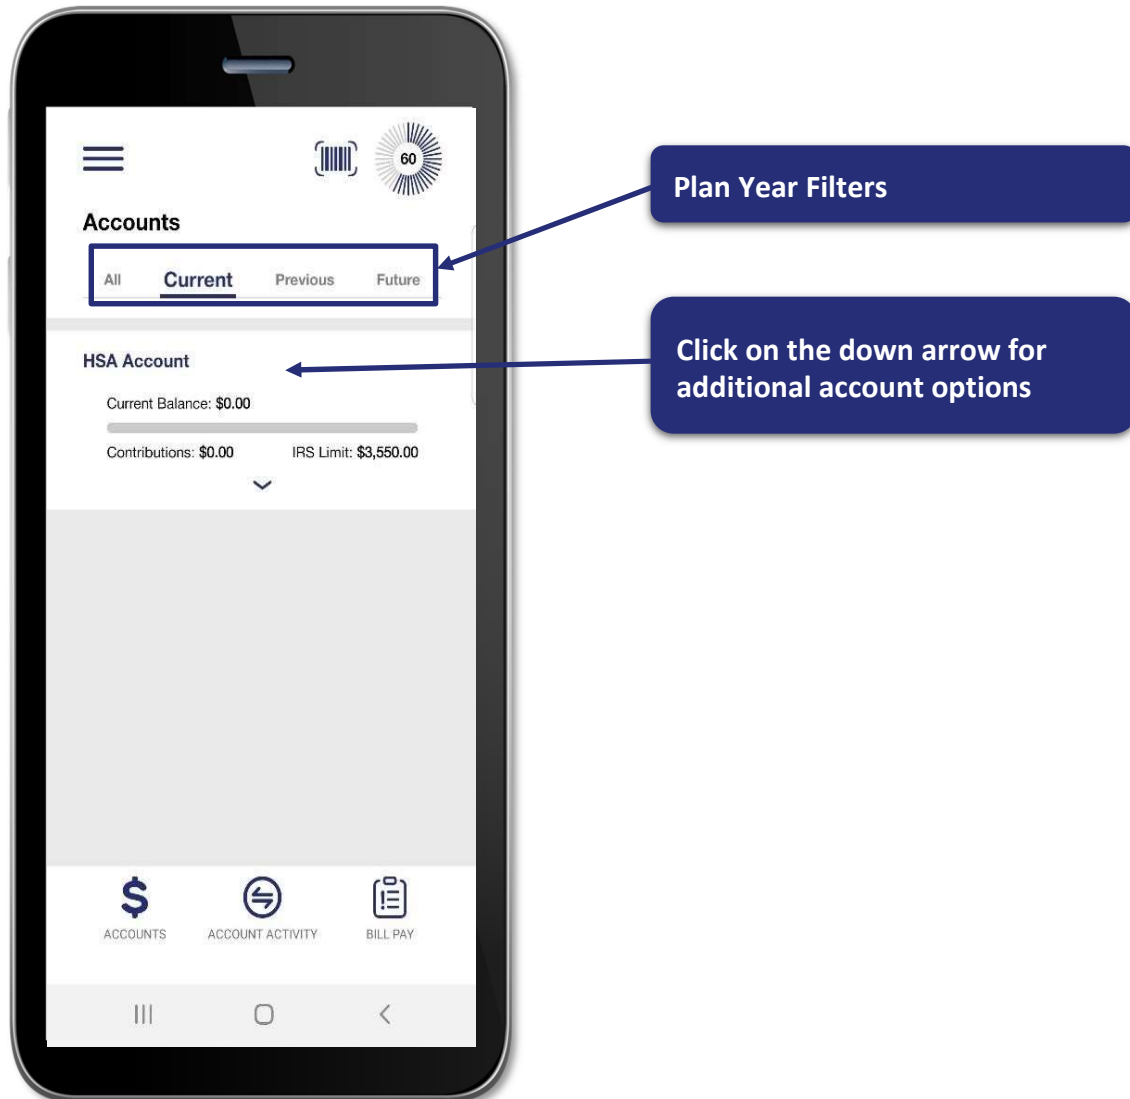 60
Accounts
All Current Previous Future
HSA Account
Current Balance: $0.00
Contributions: $0.00 IRS Limit: $3,550.00
ACCOUNTS ACCOUNT ACTIVITY BILL PAY
Plan Year Filters
Click on the down arrow for
additional account options